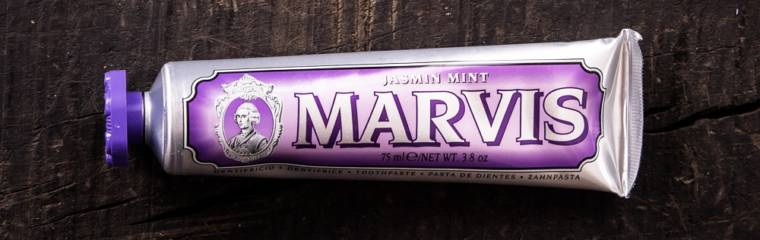 JASMIN MINT
MARVIS
75 ml ℮/NET WT. 3.8 oz
DENTIFRICIO • DENTIFRICE • TOOTHPASTE • PASTA DE DIENTES • ZAHNPASTA